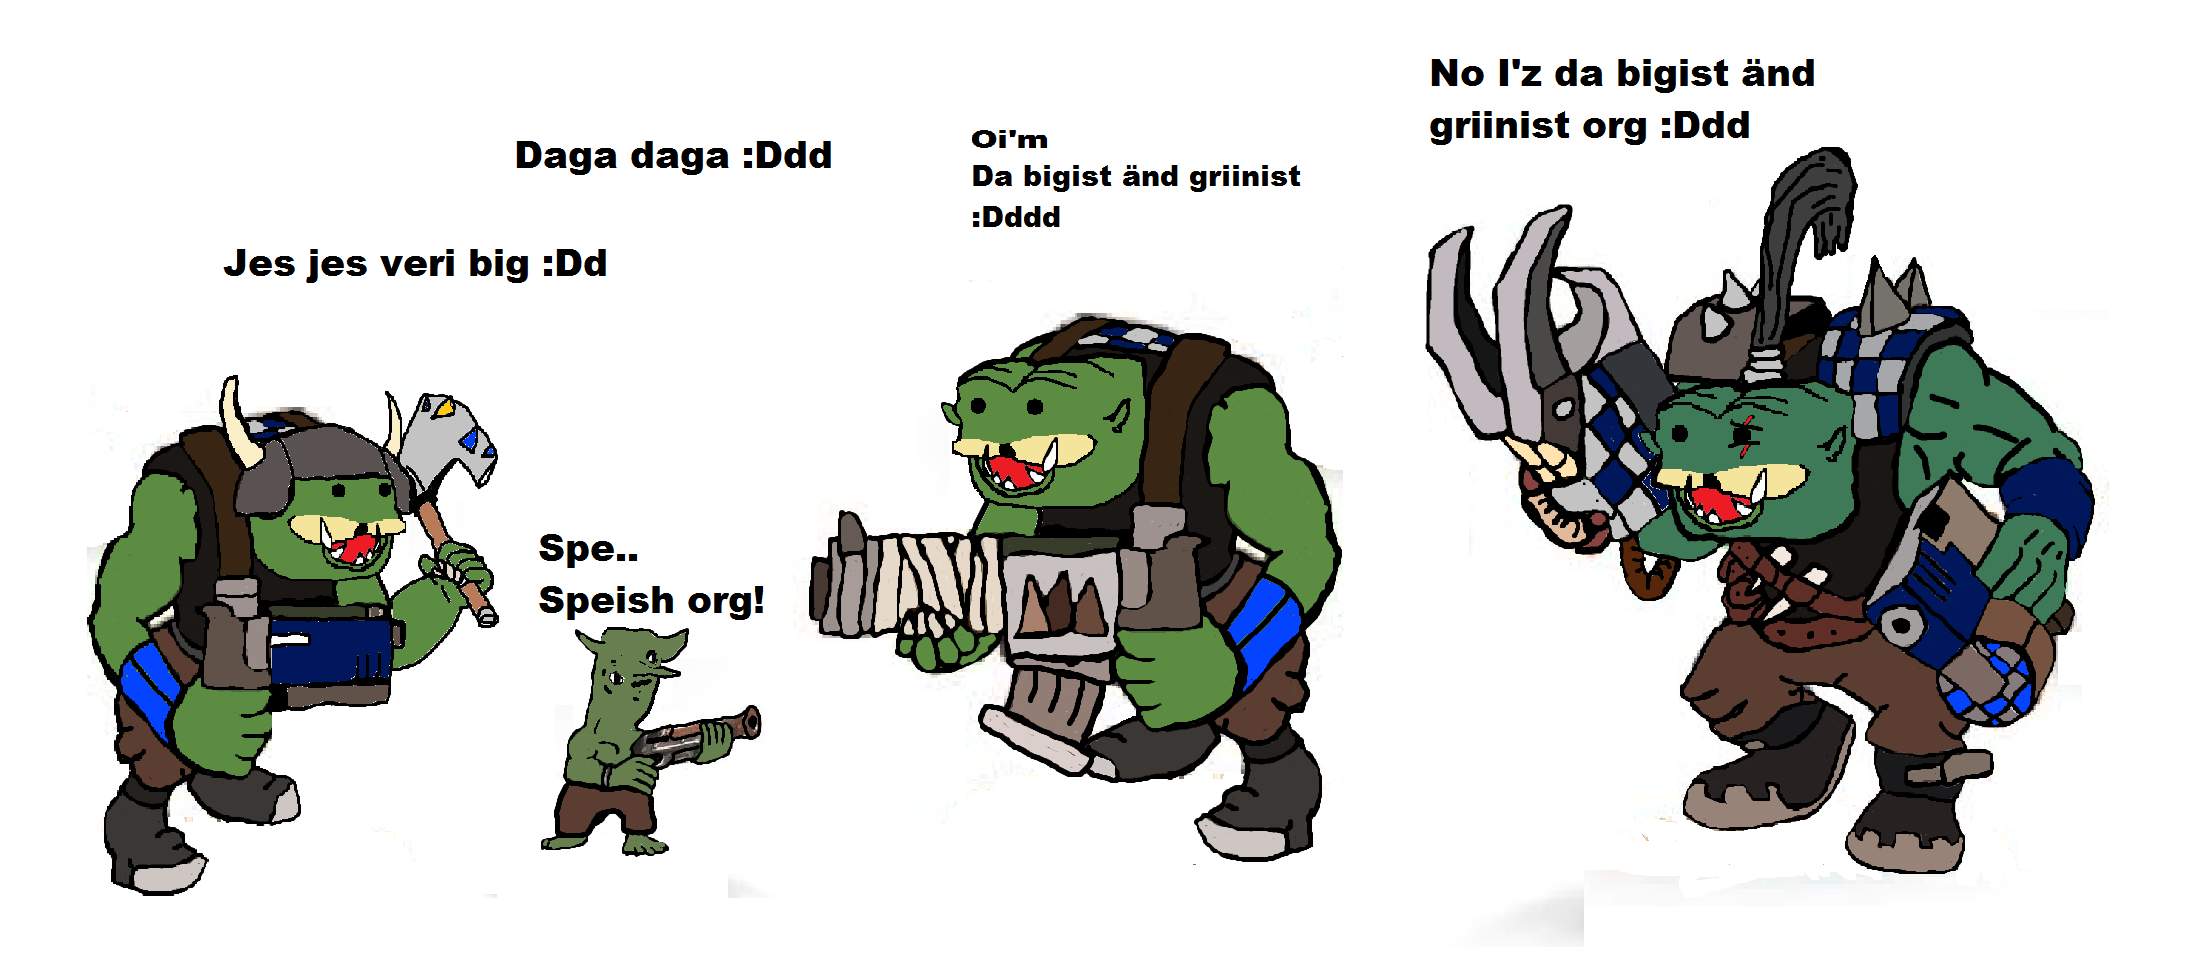 Jes jes veri big :Dd
Daga daga :Ddd
Spe..
Speish org!
Oi'm
Da bigist änd griinist
:Dddd
No I'z da bigist änd
griinist org :Ddd